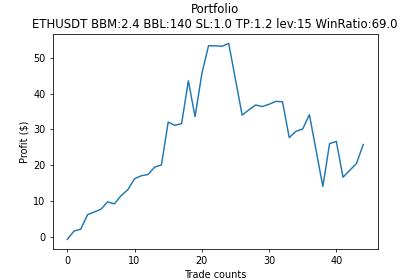 Portfolio
ETHUSDT BBM:2.4 BBL:140 SL:1.0 TP:1.2 lev:15 WinRatio:69.0
50
40
30
20
10
0
Profit ($)
0
10
20
30
40
Trade counts